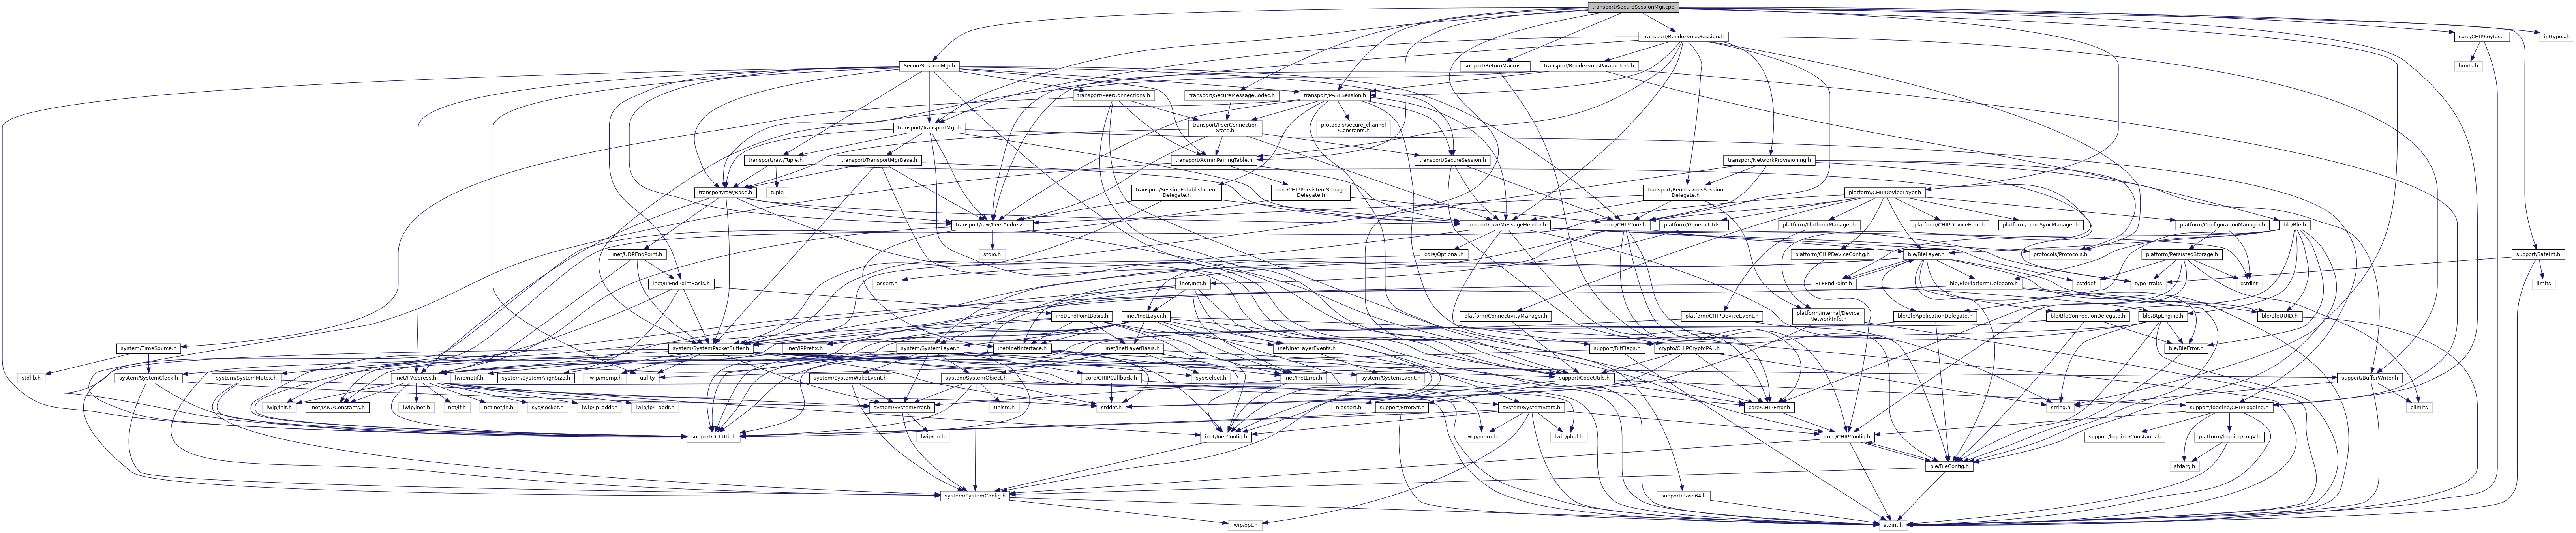 transport/SecureSessionMgr.cpp
transport/RendezvousSession.h
core/CHIPKeyIds.h
inttypes.h
SecureSessionMgr.h
support/ReturnMacros.h
transport/RendezvousParameters.h
limits.h
transport/PeerConnections.h
transport/SecureMessageCodec.h
transport/PASESession.h
transport/TransportMgr.h
transport/PeerConnection
State.h
protocols/secure_channel
/Constants.h
transport/raw/Tuple.h
transport/TransportMgrBase.h
transport/AdminPairingTable.h
transport/SecureSession.h
transport/NetworkProvisioning.h
transport/raw/Base.h
tuple
transport/SessionEstablishment
Delegate.h
core/CHIPPersistentStorage
Delegate.h
transport/RendezvousSession
Delegate.h
platform/CHIPDeviceLayer.h
transport/raw/PeerAddress.h
transport/raw/MessageHeader.h
core/CHIPCore.h
platform/GeneralUtils.h
platform/PlatformManager.h
platform/CHIPDeviceError.h
platform/TimeSyncManager.h
platform/ConfigurationManager.h
ble/Ble.h
inet/UDPEndPoint.h
stdio.h
core/Optional.h
platform/CHIPDeviceConfig.h
ble/BleLayer.h
protocols/Protocols.h
platform/PersistedStorage.h
support/SafeInt.h
inet/IPEndPointBasis.h
assert.h
inet/Inet.h
BLEEndPoint.h
ble/BlePlatformDelegate.h
cstddef
type_traits
cstdint
limits
inet/EndPointBasis.h
inet/InetLayer.h
platform/ConnectivityManager.h
platform/CHIPDeviceEvent.h
platform/internal/Device
NetworkInfo.h
ble/BleApplicationDelegate.h
ble/BleConnectionDelegate.h
ble/BtpEngine.h
ble/BleUUID.h
system/TimeSource.h
system/SystemPacketBuffer.h
inet/IPPrefix.h
system/SystemLayer.h
inet/InetInterface.h
inet/InetLayerBasis.h
inet/InetLayerEvents.h
support/BitFlags.h
crypto/CHIPCryptoPAL.h
ble/BleError.h
stdlib.h
system/SystemClock.h
system/SystemMutex.h
inet/IPAddress.h
lwip/netif.h
system/SystemAlignSize.h
lwip/memp.h
utility
system/SystemWakeEvent.h
system/SystemObject.h
core/CHIPCallback.h
sys/select.h
inet/InetError.h
system/SystemEvent.h
support/CodeUtils.h
support/BufferWriter.h
lwip/init.h
inet/IANAConstants.h
lwip/inet.h
net/if.h
netinet/in.h
sys/socket.h
lwip/ip_addr.h
lwip/ip4_addr.h
system/SystemError.h
unistd.h
stddef.h
nlassert.h
support/ErrorStr.h
system/SystemStats.h
core/CHIPError.h
string.h
support/logging/CHIPLogging.h
climits
support/DLLUtil.h
lwip/err.h
inet/InetConfig.h
lwip/mem.h
lwip/pbuf.h
core/CHIPConfig.h
support/logging/Constants.h
platform/logging/LogV.h
ble/BleConfig.h
stdarg.h
system/SystemConfig.h
support/Base64.h
lwip/opt.h
stdint.h